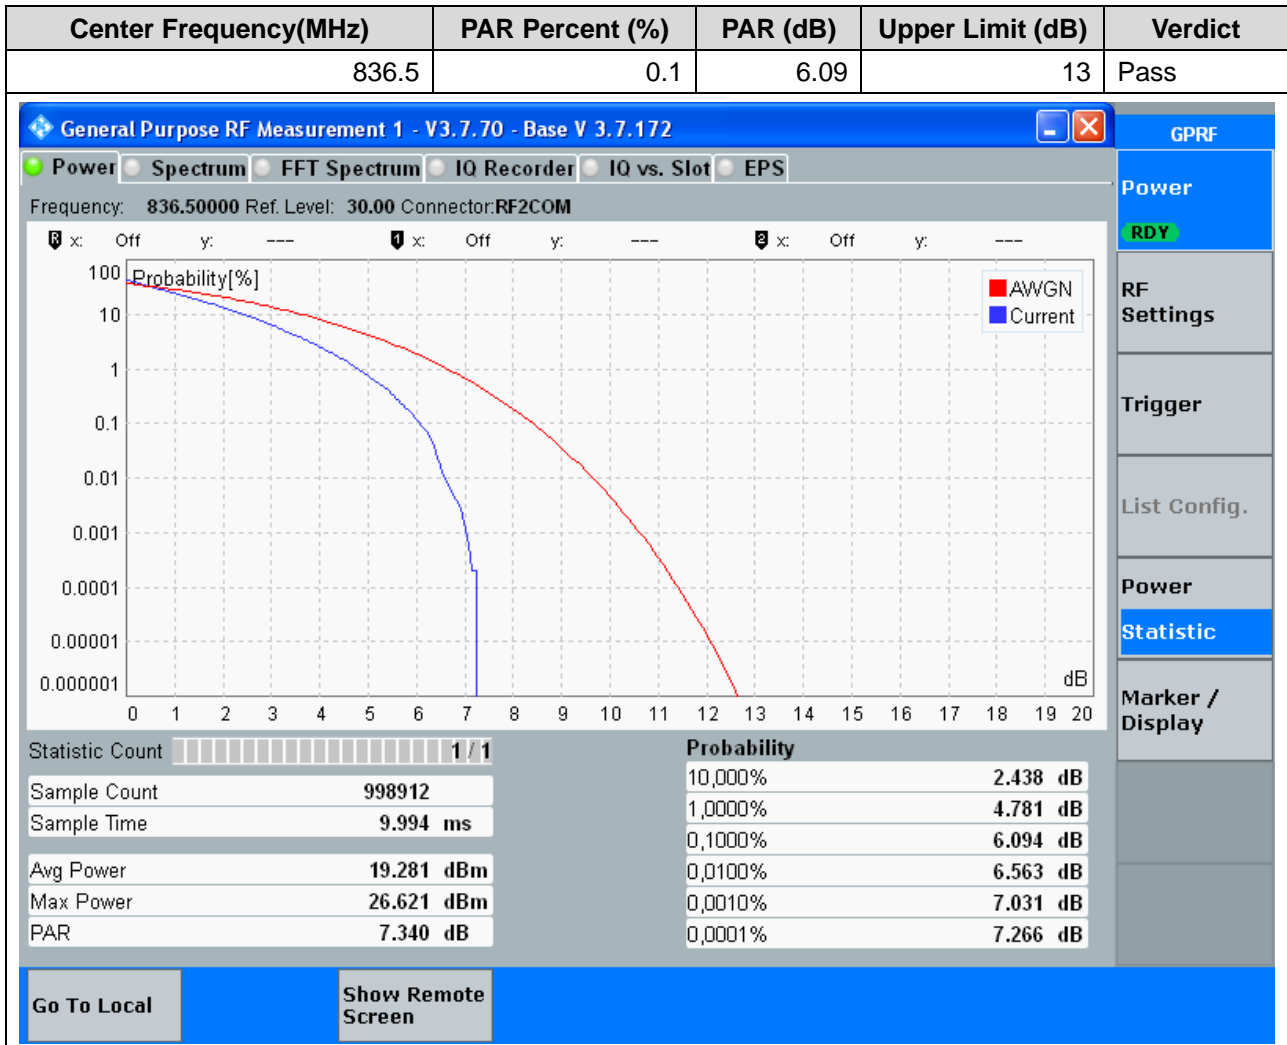 Center Frequency(MHz) PAR Percent (%) PAR (dB) Upper Limit (dB) Verdict
836.5 0.1 6.09 13 Pass
General Purpose RF Measurement 1 - V3.7.70 - Base V 3.7.172
GPRF
Power Spectrum FFT Spectrum IQ Recorder IQ vs. Slot EPS
Frequency: 836.50000 Ref. Level: 30.00 Connector:RF2COM
R x: Off y: --- 1 x: Off y: --- 2 x: Off y: ---
Probability[%]
AWGN
Current
100
10
1
0.1
0.01
0.001
0.0001
0.00001
0.000001
dB
0 1 2 3 4 5 6 7 8 9 10 11 12 13 14 15 16 17 18 19 20
Statistic Count 1 / 1
Sample Count 998912
Sample Time 9.994 ms
Avg Power 19.281 dBm
Max Power 26.621 dBm
PAR 7.340 dB
Probability
10,000% 2.438 dB
1,0000% 4.781 dB
0,1000% 6.094 dB
0,0100% 6.563 dB
0,0010% 7.031 dB
0,0001% 7.266 dB
Power
RDY
RF
Settings
Trigger
List Config.
Power
Statistic
Marker /
Display
Go To Local
Show Remote
Screen